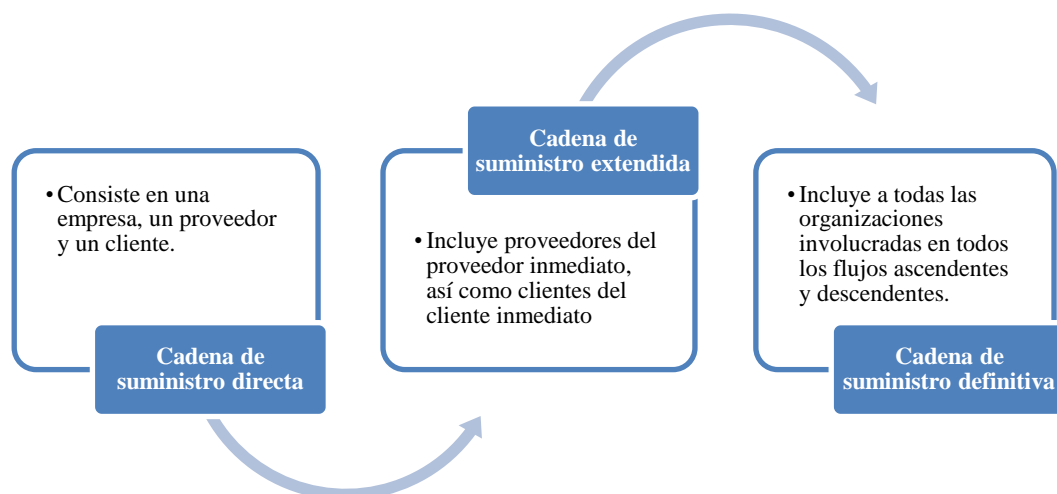 • Consiste en una
empresa, un proveedor
y un cliente.
Cadena de
suministro directa
Cadena de
suministro extendida
• Incluye proveedores del
proveedor inmediato,
así como clientes del
cliente inmediato
• Incluye a todas las
organizaciones
involucradas en todos
los flujos ascendentes
y descendentes.
Cadena de
suministro definitiva